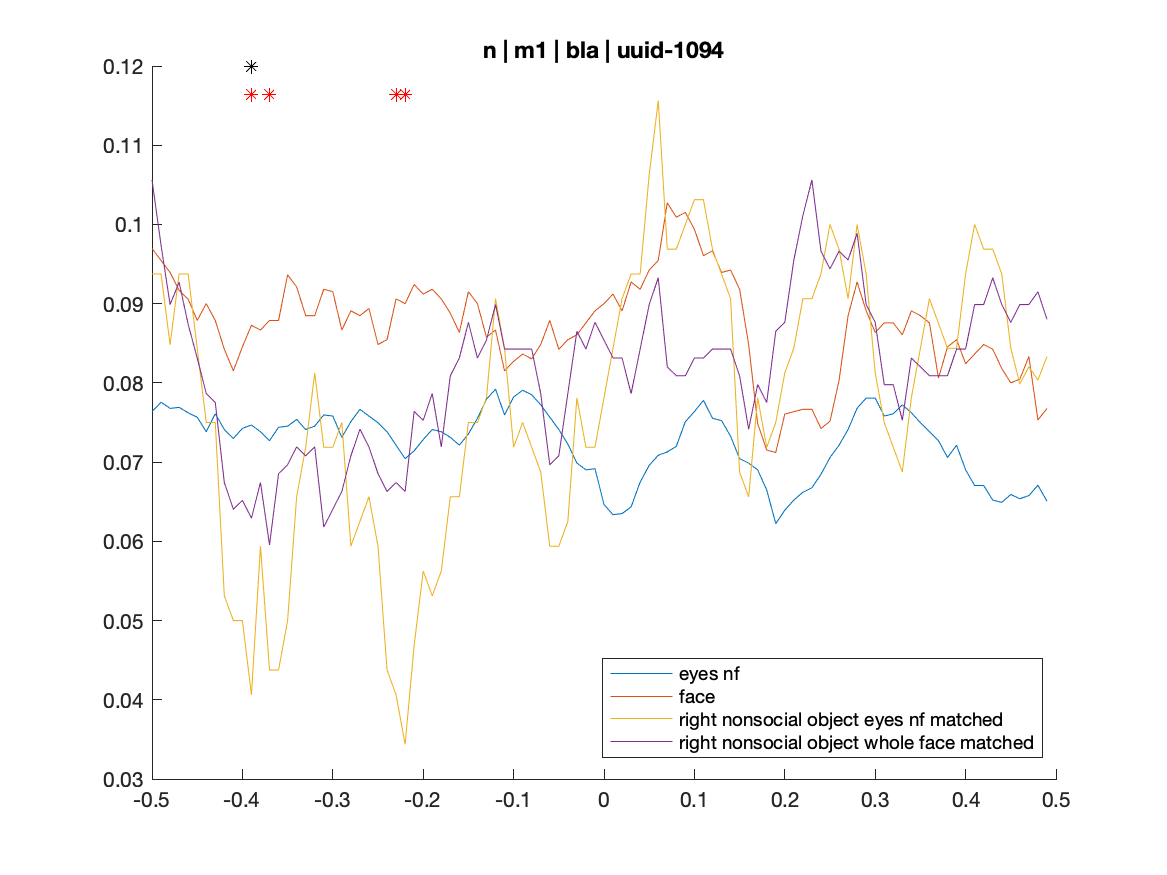 n | m1 | bla | uuid-1094
0.12
0.11
0.1
0.09
0.08
0.07
0.06
0.05
0.04
0.03
-0.5 -0.4 -0.3 -0.2 -0.1 0 0.1 0.2 0.3 0.4 0.5
eyes nf
face
right nonsocial object eyes nf matched
right nonsocial object whole face matched